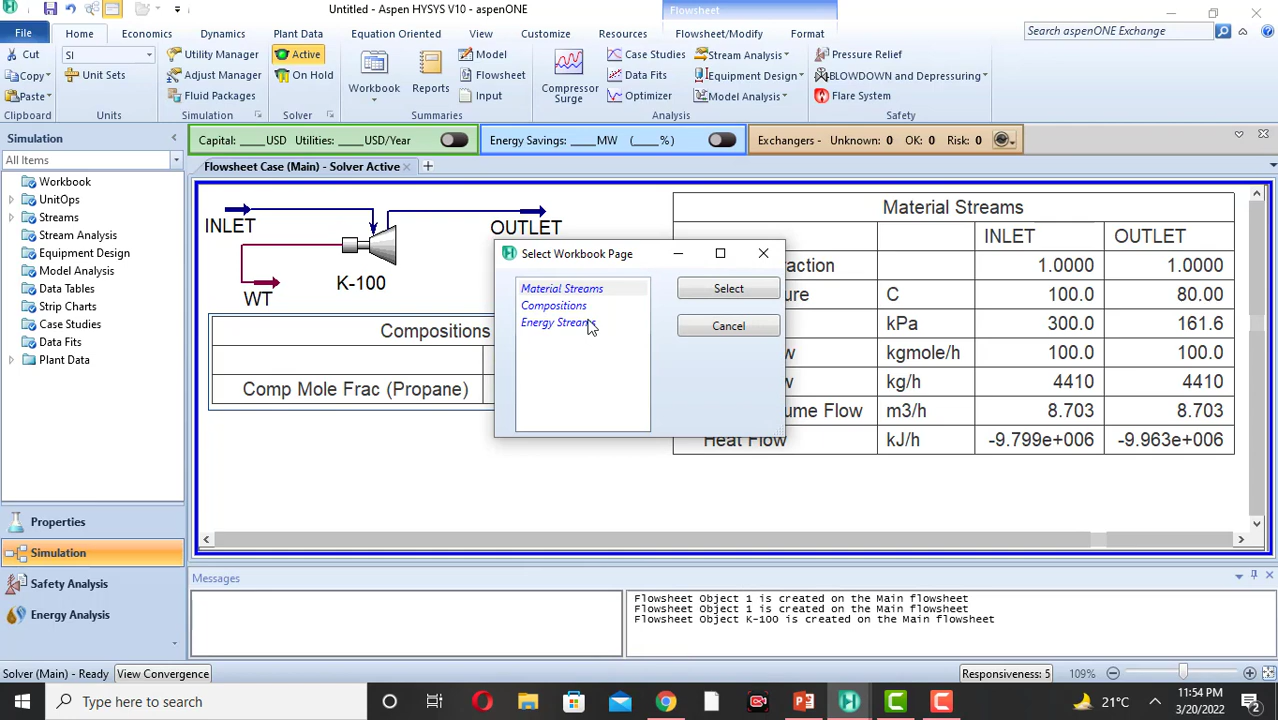 Untitled - Aspen HYSYS V10 - aspenONE
Flowsheet
File
Home
Economics
Dynamics
Plant Data
Equation Oriented
View
Customize
Resources
Flowsheet/Modify
Format
Search aspenONE Exchange
Cut
SI
Utility Manager
Active
Model
Case Studies
Stream Analysis
Pressure Relief
Copy
Unit Sets
Adjust Manager
On Hold
Workbook
Reports
Flowsheet
Compressor Surge
Data Fits
Equipment Design
BLOWDOWN and Depressuring
Paste
Fluid Packages
Input
Optimizer
Model Analysis
Flare System
Clipboard
Units
Simulation
Solver
Summaries
Analysis
Safety
Simulation
Capital: ____USD Utilities: ____USD/Year
Energy Savings: ____MW (____%)
Exchangers - Unknown: 0 OK: 0 Risk: 0
All Items
Flowsheet Case (Main) - Solver Active
Workbook
UnitOps
Streams
Stream Analysis
Equipment Design
Model Analysis
Data Tables
Strip Charts
Case Studies
Data Fits
Plant Data
INLET
OUTLET
K-100
WT
Compositions
Comp Mole Frac (Propane)
Select Workbook Page
Material Streams
Compositions
Energy Streams
Select
Cancel
Material Streams
INLET OUTLET
raction 1.0000 1.0000
ure C 100.0 80.00
kPa 300.0 161.6
w kgmole/h 100.0 100.0
w kg/h 4410 4410
ume Flow m3/h 8.703 8.703
Heat Flow kJ/h -9.799e+006 -9.963e+006
Properties
Simulation
Safety Analysis
Energy Analysis
Messages
Flowsheet Object 1 is created on the Main flowsheet
Flowsheet Object 1 is created on the Main flowsheet
Flowsheet Object K-100 is created on the Main flowsheet
Solver (Main) - Ready
View Convergence
Responsiveness: 5
109%
Type here to search
21°C
11:54 PM
3/20/2022
2